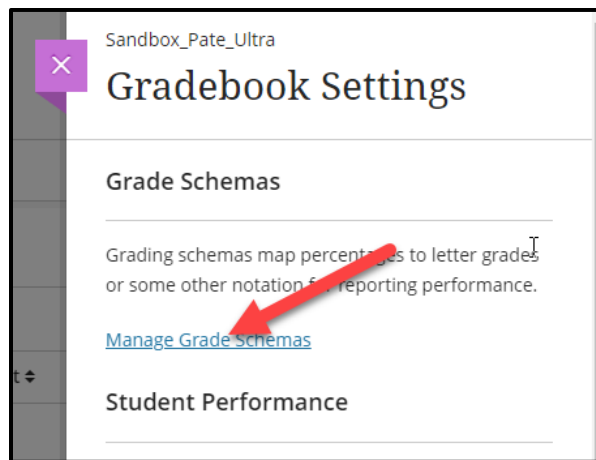 Sandbox_Pate_Ultra
Gradebook Settings
Grade Schemas
Grading schemas map percentages to letter grades
or some other notation for reporting performance.
Manage Grade Schemas
t
Student Performance